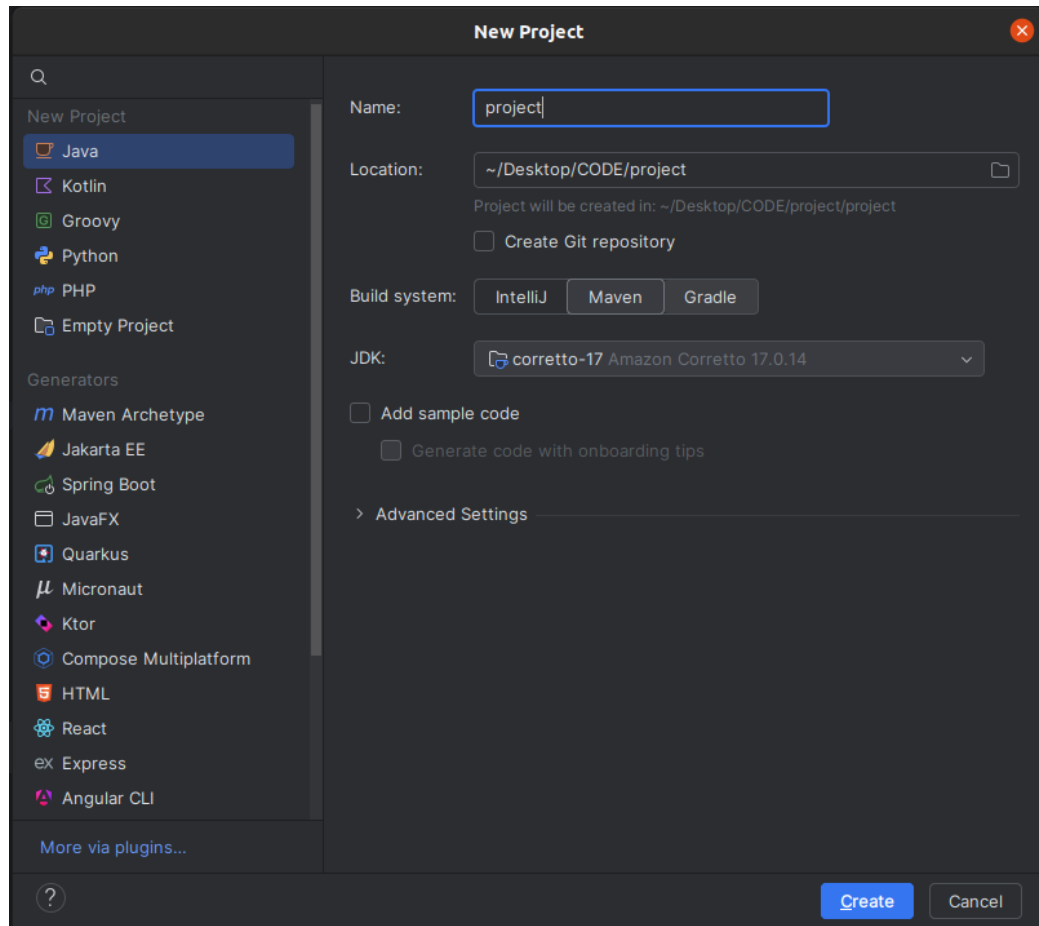 New Project
New Project
Java
Kotlin
Groovy
Python
php PHP
Empty Project
Generators
m Maven Archetype
Jakarta EE
Spring Boot
JavaFX
Quarkus
μ Micronaut
Ktor
Compose Multiplatform
HTML
React
ex Express
Angular CLI
More via plugins...
Name: project
Location: ~/Desktop/CODE/project
Project will be created in: ~/Desktop/CODE/project/project
Create Git repository
Build system: IntelliJ Maven Gradle
JDK: corretto-17 Amazon Corretto 17.0.14
Add sample code
Generate code with onboarding tips
Advanced Settings
? Create Cancel